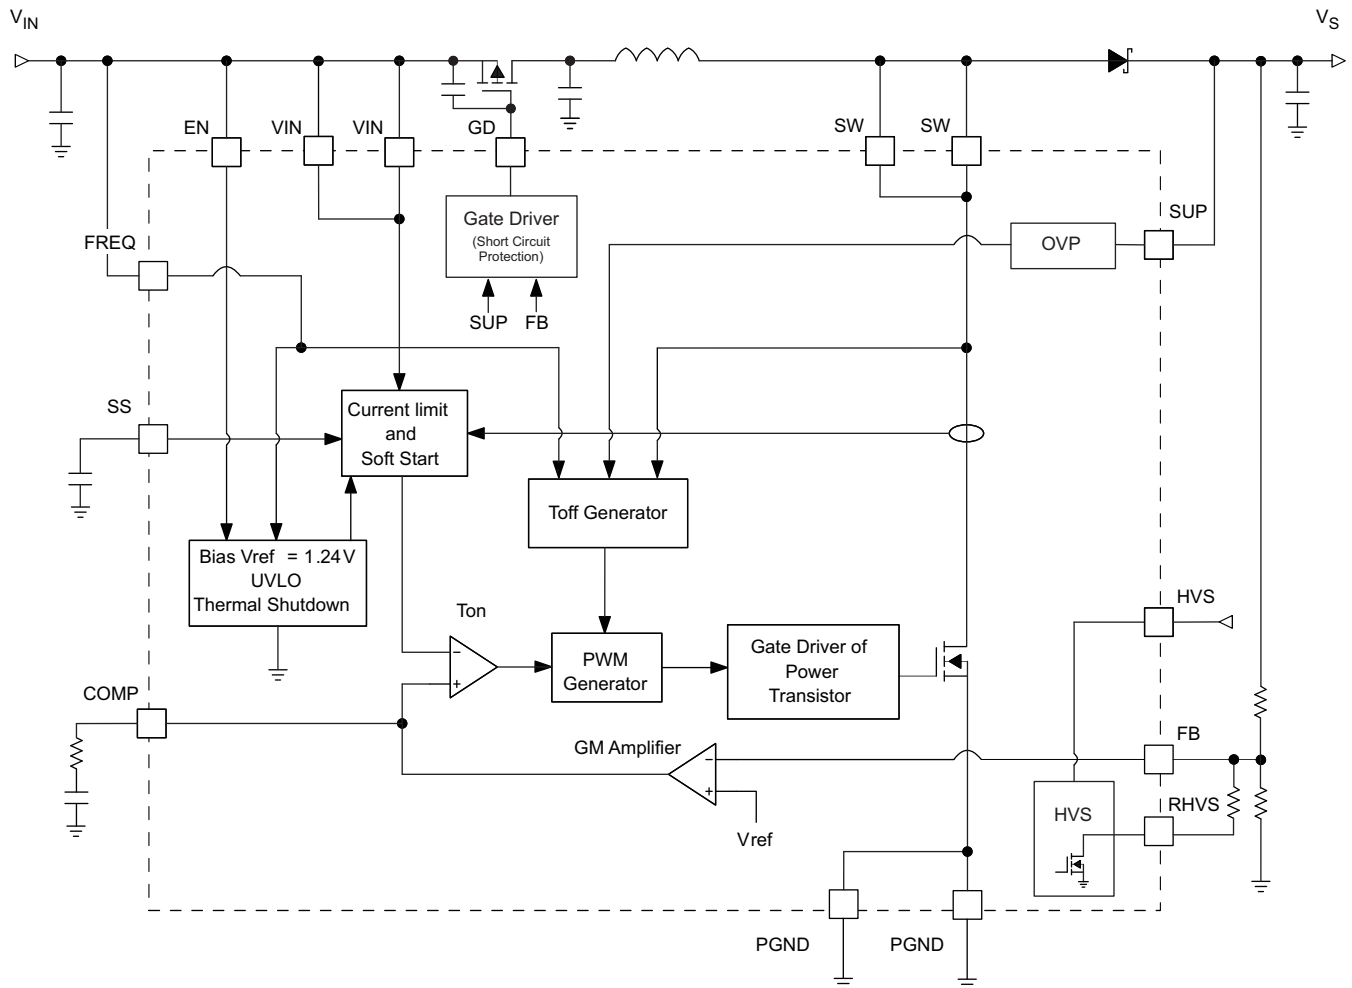 VIN
VS
EN
VIN
VIN
GD
SW
SW
SUP
FREQ
Gate Driver
(Short Circuit
Protection)
OVP
SUP
FB
SS
Current limit
and
Soft Start
Toff Generator
Bias Vref = 1.24V
UVLO
Thermal Shutdown
HVS
Ton
−
+
PWM
Generator
Gate Driver of
Power
Transistor
COMP
FB
GM Amplifier
−
+
Vref
HVS
RHVS
PGND
PGND